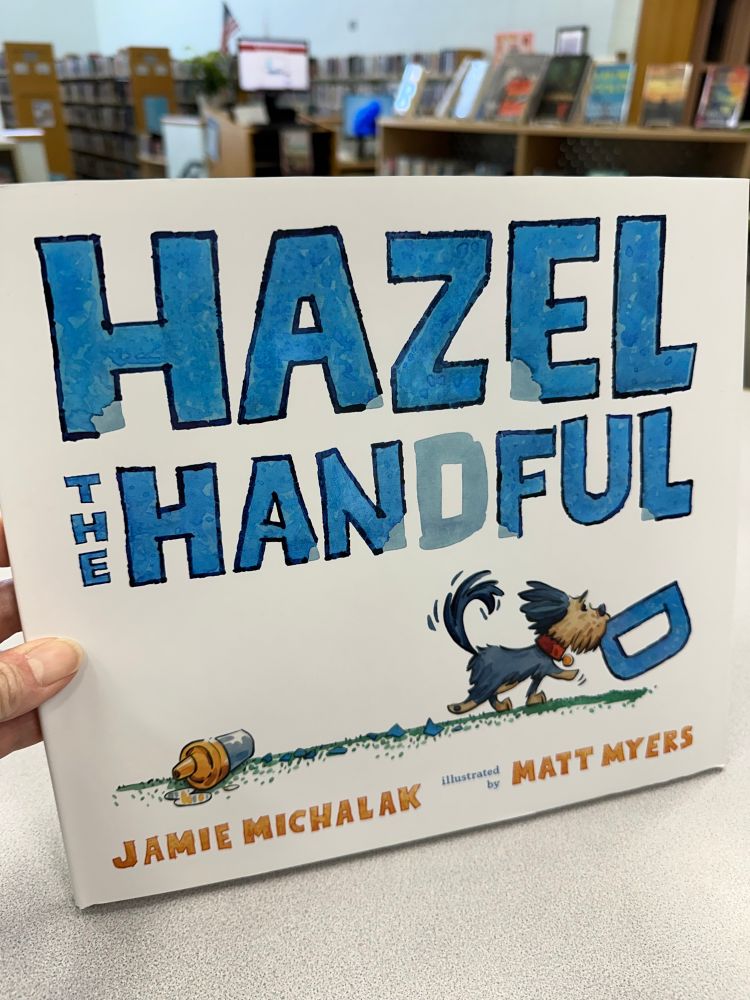 HAZEL
THE HANDFUL
JAMIE MICHALAK illustrated by MATT MYERS